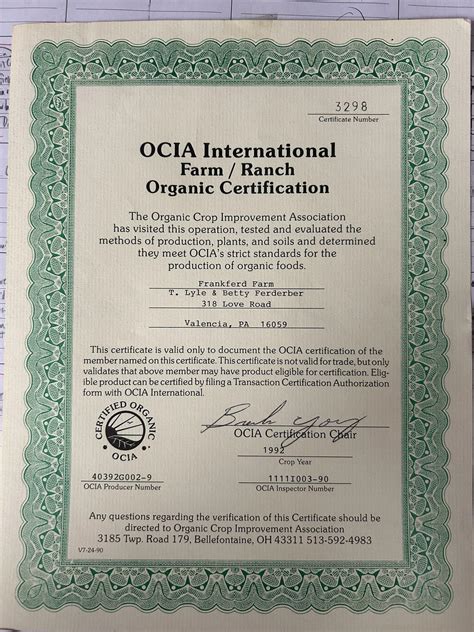 3298
Certificate Number
OCIA International
Farm / Ranch
Organic Certification
The Organic Crop Improvement Association
has visited this operation, tested and evaluated the
methods of production, plants, and soils and determined
they meet OCIA's strict standards for the
production of organic foods.
Frankferd Farm
T. Lyle & Betty Ferderber
318 Love Road
Valencia, PA 16059
This certificate is valid only to document the OCIA certification of the
member named on this certificate. This certificate is not valid for trade, but only
validates that above member may have product eligible for certification. Elig-
ible product can be certified by filing a Transaction Certification Authorization
form with OCIA International.
CERTIFIED ORGANIC
OCIA
OCIA Certification Chair
1992
Crop Year
40392G002-9
OCIA Producer Number
1111I003-90
OCIA Inspector Number
Any questions regarding the verification of this Certificate should be
directed to Organic Crop Improvement Association
3185 Twp. Road 179, Bellefontaine, OH 43311 513-592-4983
V7-24-90